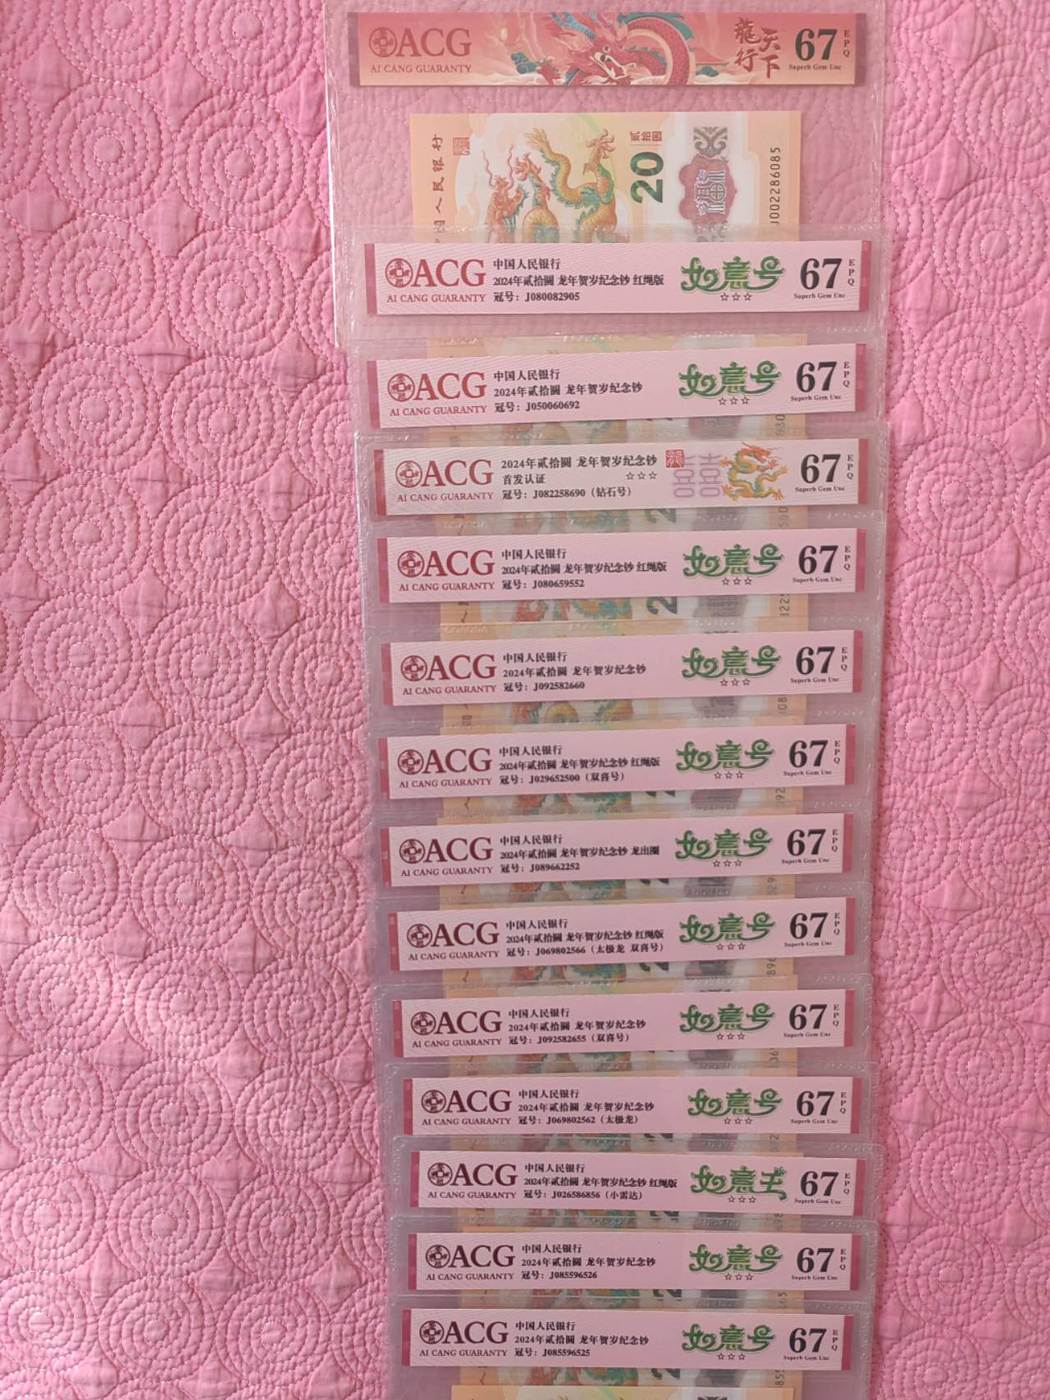 ACG
AI CANG GUARANTY
龍行
天下
67
EPQ
Superb Gem Unc
人民银行
贰拾圆
20
J002286085
ACG
AI CANG GUARANTY
中国人民银行
2024年贰拾圆 龙年贺岁纪念钞 红绳版
冠号：J080082905
如意号
☆☆☆
67
EPQ
Superb Gem Unc
ACG
AI CANG GUARANTY
中国人民银行
2024年贰拾圆 龙年贺岁纪念钞
冠号：J050060692
如意号
☆☆☆
67
EPQ
Superb Gem Unc
ACG
AI CANG GUARANTY
2024年贰拾圆 龙年贺岁纪念钞
首发认证 ☆☆☆
冠号：J082258690（钻石号）
67
EPQ
Superb Gem Unc
ACG
AI CANG GUARANTY
中国人民银行
2024年贰拾圆 龙年贺岁纪念钞 红绳版
冠号：J080659552
如意号
☆☆☆
67
EPQ
Superb Gem Unc
ACG
AI CANG GUARANTY
中国人民银行
2024年贰拾圆 龙年贺岁纪念钞
冠号：J092582660
如意号
☆☆☆
67
EPQ
Superb Gem Unc
ACG
AI CANG GUARANTY
中国人民银行
2024年贰拾圆 龙年贺岁纪念钞 红绳版
冠号：J029652500（双喜号）
如意号
☆☆☆
67
EPQ
Superb Gem Unc
ACG
AI CANG GUARANTY
中国人民银行
2024年贰拾圆 龙年贺岁纪念钞 龙出圈
冠号：J089662252
如意号
☆☆☆
67
EPQ
Superb Gem Unc
ACG
AI CANG GUARANTY
中国人民银行
2024年贰拾圆 龙年贺岁纪念钞 红绳版
冠号：J069802566（太极龙 双喜号）
如意号
☆☆☆
67
EPQ
Superb Gem Unc
ACG
AI CANG GUARANTY
中国人民银行
2024年贰拾圆 龙年贺岁纪念钞
冠号：J092582655（双喜号）
如意号
☆☆☆
67
EPQ
Superb Gem Unc
ACG
AI CANG GUARANTY
中国人民银行
2024年贰拾圆 龙年贺岁纪念钞
冠号：J069802562（太极龙）
如意号
☆☆☆
67
EPQ
Superb Gem Unc
ACG
AI CANG GUARANTY
中国人民银行
2024年贰拾圆 龙年贺岁纪念钞 红绳版
冠号：J026586856（小雷达）
如意王
☆☆☆
67
EPQ
Superb Gem Unc
ACG
AI CANG GUARANTY
中国人民银行
2024年贰拾圆 龙年贺岁纪念钞
冠号：J085596526
如意号
☆☆☆
67
EPQ
Superb Gem Unc
ACG
AI CANG GUARANTY
中国人民银行
2024年贰拾圆 龙年贺岁纪念钞
冠号：J085596525
如意号
☆☆☆
67
EPQ
Superb Gem Unc